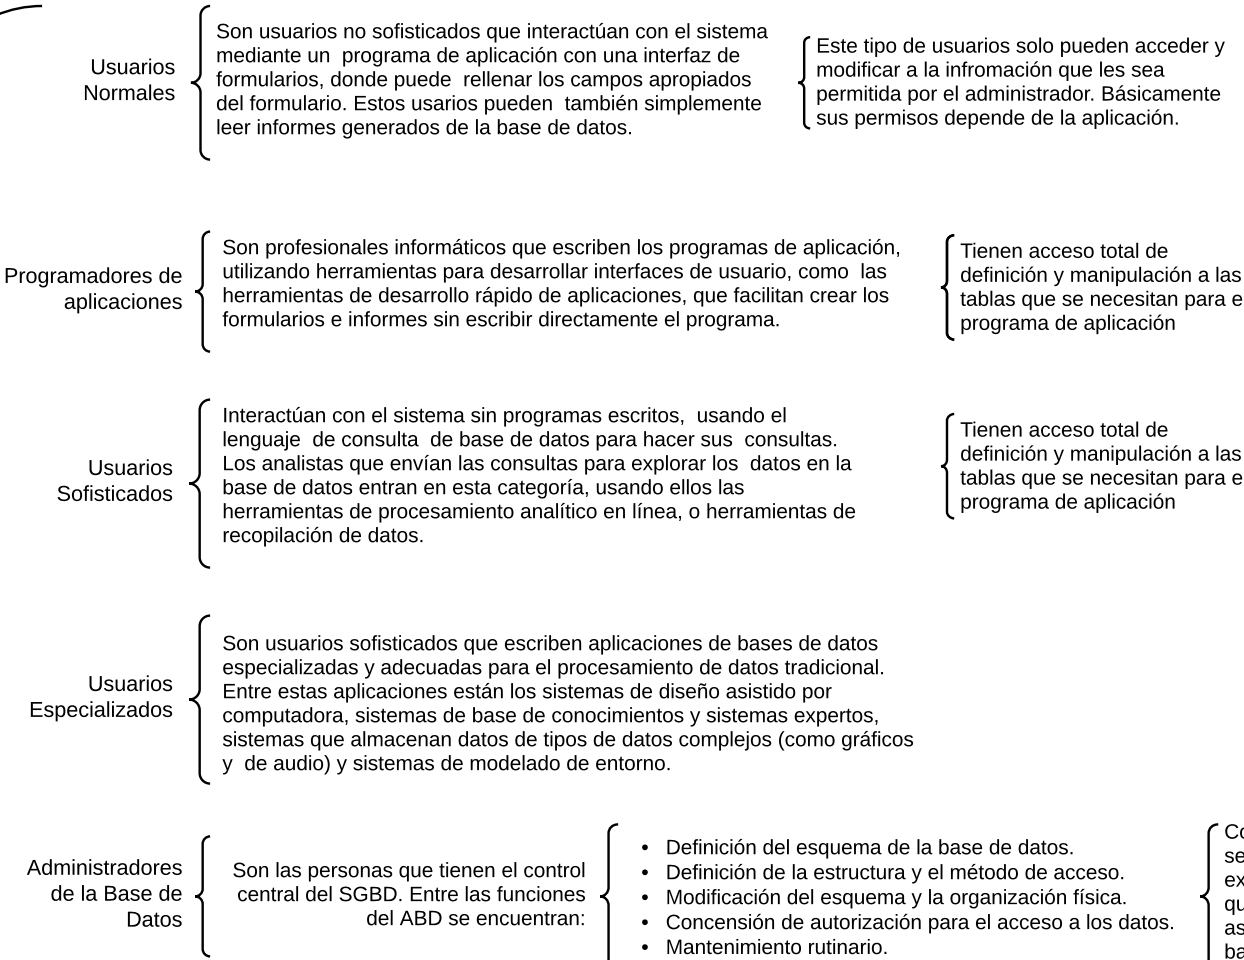 Usuarios
Normales
Son usuarios no sofisticados que interactúan con el sistema
mediante un programa de aplicación con una interfaz de
formularios, donde puede rellenar los campos apropiados
del formulario. Estos usarios pueden también simplemente
leer informes generados de la base de datos.
Este tipo de usuarios solo pueden acceder y
modificar a la infromación que les sea
permitida por el administrador. Básicamente
sus permisos depende de la aplicación.
Programadores de
aplicaciones
Son profesionales informáticos que escriben los programas de aplicación,
utilizando herramientas para desarrollar interfaces de usuario, como las
herramientas de desarrollo rápido de aplicaciones, que facilitan crear los
formularios e informes sin escribir directamente el programa.
Tienen acceso total de
definición y manipulación a las
tablas que se necesitan para e
programa de aplicación
Usuarios
Sofisticados
Interactúan con el sistema sin programas escritos, usando el
lenguaje de consulta de base de datos para hacer sus consultas.
Los analistas que envían las consultas para explorar los datos en la
base de datos entran en esta categoría, usando ellos las
herramientas de procesamiento analítico en línea, o herramientas de
recopilación de datos.
Tienen acceso total de
definición y manipulación a las
tablas que se necesitan para e
programa de aplicación
Usuarios
Especializados
Son usuarios sofisticados que escriben aplicaciones de bases de datos
especializadas y adecuadas para el procesamiento de datos tradicional.
Entre estas aplicaciones están los sistemas de diseño asistido por
computadora, sistemas de base de conocimientos y sistemas expertos,
sistemas que almacenan datos de tipos de datos complejos (como gráficos
y de audio) y sistemas de modelado de entorno.
Administradores
de la Base de
Datos
Son las personas que tienen el control
central del SGBD. Entre las funciones
del ABD se encuentran:
• Definición del esquema de la base de datos.
• Definición de la estructura y el método de acceso.
• Modificación del esquema y la organización física.
• Concensión de autorización para el acceso a los datos.
• Mantenimiento rutinario.